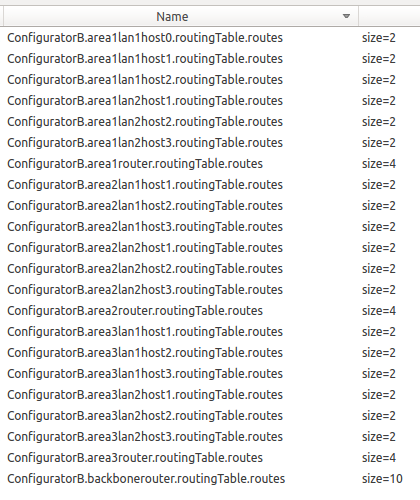 Name
ConfiguratorB.area1lan1host0.routingTable.routes size=2
ConfiguratorB.area1lan1host1.routingTable.routes size=2
ConfiguratorB.area1lan1host2.routingTable.routes size=2
ConfiguratorB.area1lan2host1.routingTable.routes size=2
ConfiguratorB.area1lan2host2.routingTable.routes size=2
ConfiguratorB.area1lan2host3.routingTable.routes size=2
ConfiguratorB.area1router.routingTable.routes size=4
ConfiguratorB.area2lan1host1.routingTable.routes size=2
ConfiguratorB.area2lan1host2.routingTable.routes size=2
ConfiguratorB.area2lan1host3.routingTable.routes size=2
ConfiguratorB.area2lan2host1.routingTable.routes size=2
ConfiguratorB.area2lan2host2.routingTable.routes size=2
ConfiguratorB.area2lan2host3.routingTable.routes size=2
ConfiguratorB.area2router.routingTable.routes size=4
ConfiguratorB.area3lan1host1.routingTable.routes size=2
ConfiguratorB.area3lan1host2.routingTable.routes size=2
ConfiguratorB.area3lan1host3.routingTable.routes size=2
ConfiguratorB.area3lan2host1.routingTable.routes size=2
ConfiguratorB.area3lan2host2.routingTable.routes size=2
ConfiguratorB.area3lan2host3.routingTable.routes size=2
ConfiguratorB.area3router.routingTable.routes size=4
ConfiguratorB.backbonerouter.routingTable.routes size=10